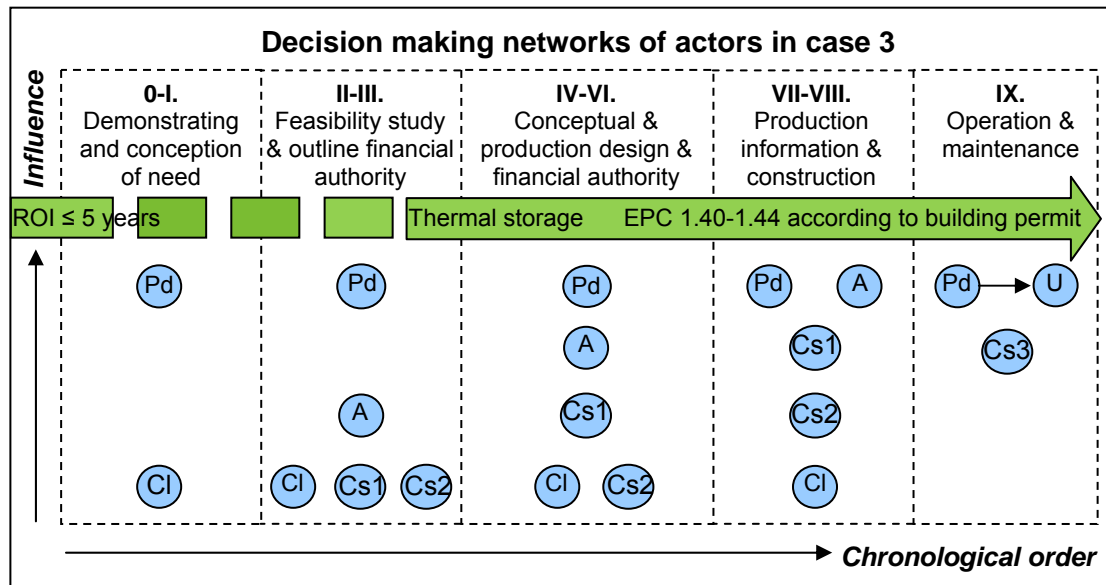 Decision making networks of actors in case 3
Influence
0-I.
Demonstrating
and conception
of need
II-III.
Feasibility study
& outline financial
authority
IV-VI.
Conceptual &
production design &
financial authority
VII-VIII.
Production
information &
construction
IX.
Operation &
maintenance
ROI ≤ 5 years
Thermal storage
EPC 1.40-1.44 according to building permit
Pd
Pd
Pd
Pd
A
Pd
U
A
Cs1
Cs3
A
Cs1
Cs2
Cl
Cl
Cs1
Cs2
Cl
Cs2
Cl
Chronological order